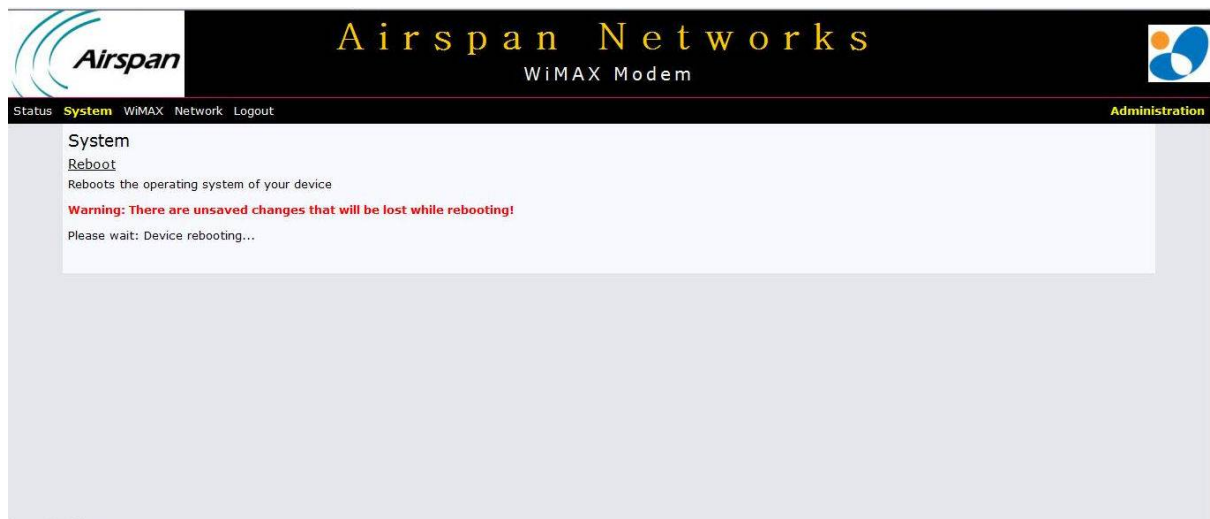 Airspan
Airspan Networks
WiMAX Modem
Status System WiMAX Network Logout Administration
System
Reboot
Reboots the operating system of your device
Warning: There are unsaved changes that will be lost while rebooting!
Please wait: Device rebooting...